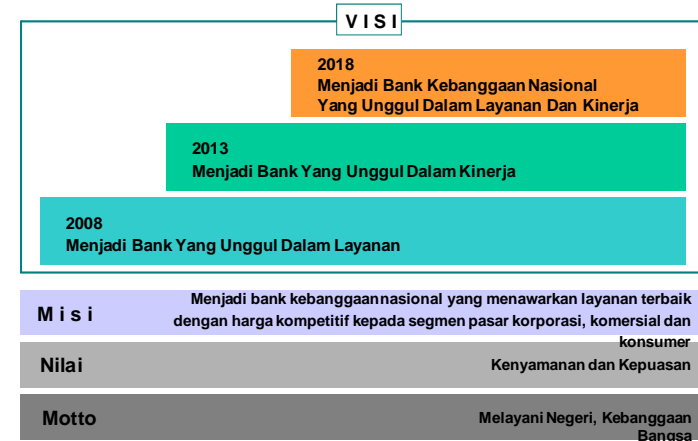 V I S I
2018
Menjadi Bank Kebanggaan Nasional
Yang Unggul Dalam Layanan Dan Kinerja
2013
Menjadi Bank Yang Unggul Dalam Kinerja
2008
Menjadi Bank Yang Unggul Dalam Layanan
M i s i
Menjadi bank kebanggaan nasional yang menawarkan layanan terbaik
dengan harga kompetitif kepada segmen pasar korporasi, komersial dan
konsumer
Nilai
Kenyamanan dan Kepuasan
Motto
Melayani Negeri, Kebanggaan
Bangsa